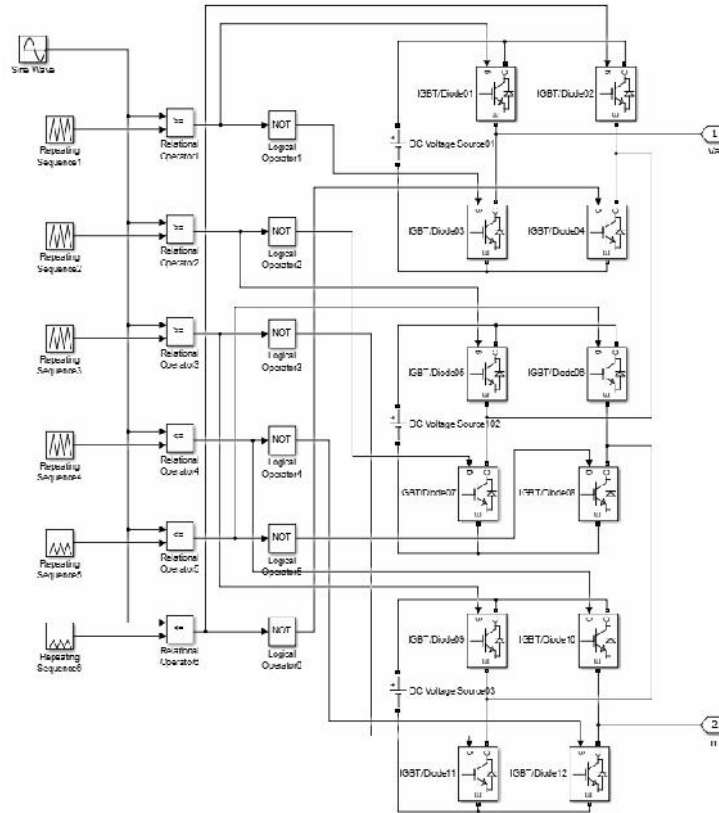 Sine Wave
Repeating
Sequence1
>=
Relational
Operator1
NOT
Logical
Operator1
Repeating
Sequence2
>=
Relational
Operator2
NOT
Logical
Operator2
Repeating
Sequence3
>=
Relational
Operator3
NOT
Logical
Operator3
Repeating
Sequence4
<=
Relational
Operator4
NOT
Logical
Operator4
Repeating
Sequence5
<=
Relational
Operator5
NOT
Logical
Operator5
Repeating
Sequence6
<=
Relational
Operator6
NOT
Logical
Operator6
g C
E
IGBT/Diode01
g C
E
IGBT/Diode02
+
DC Voltage Source01
1
g C
E
IGBT/Diode03
g C
E
IGBT/Diode04
g C
E
IGBT/Diode05
g C
E
IGBT/Diode06
+
DC Voltage Source102
g C
E
IGBT/Diode07
g C
E
IGBT/Diode08
g C
E
IGBT/Diode09
g C
E
IGBT/Diode10
+
DC Voltage Source03
2
g C
E
IGBT/Diode11
g C
E
IGBT/Diode12